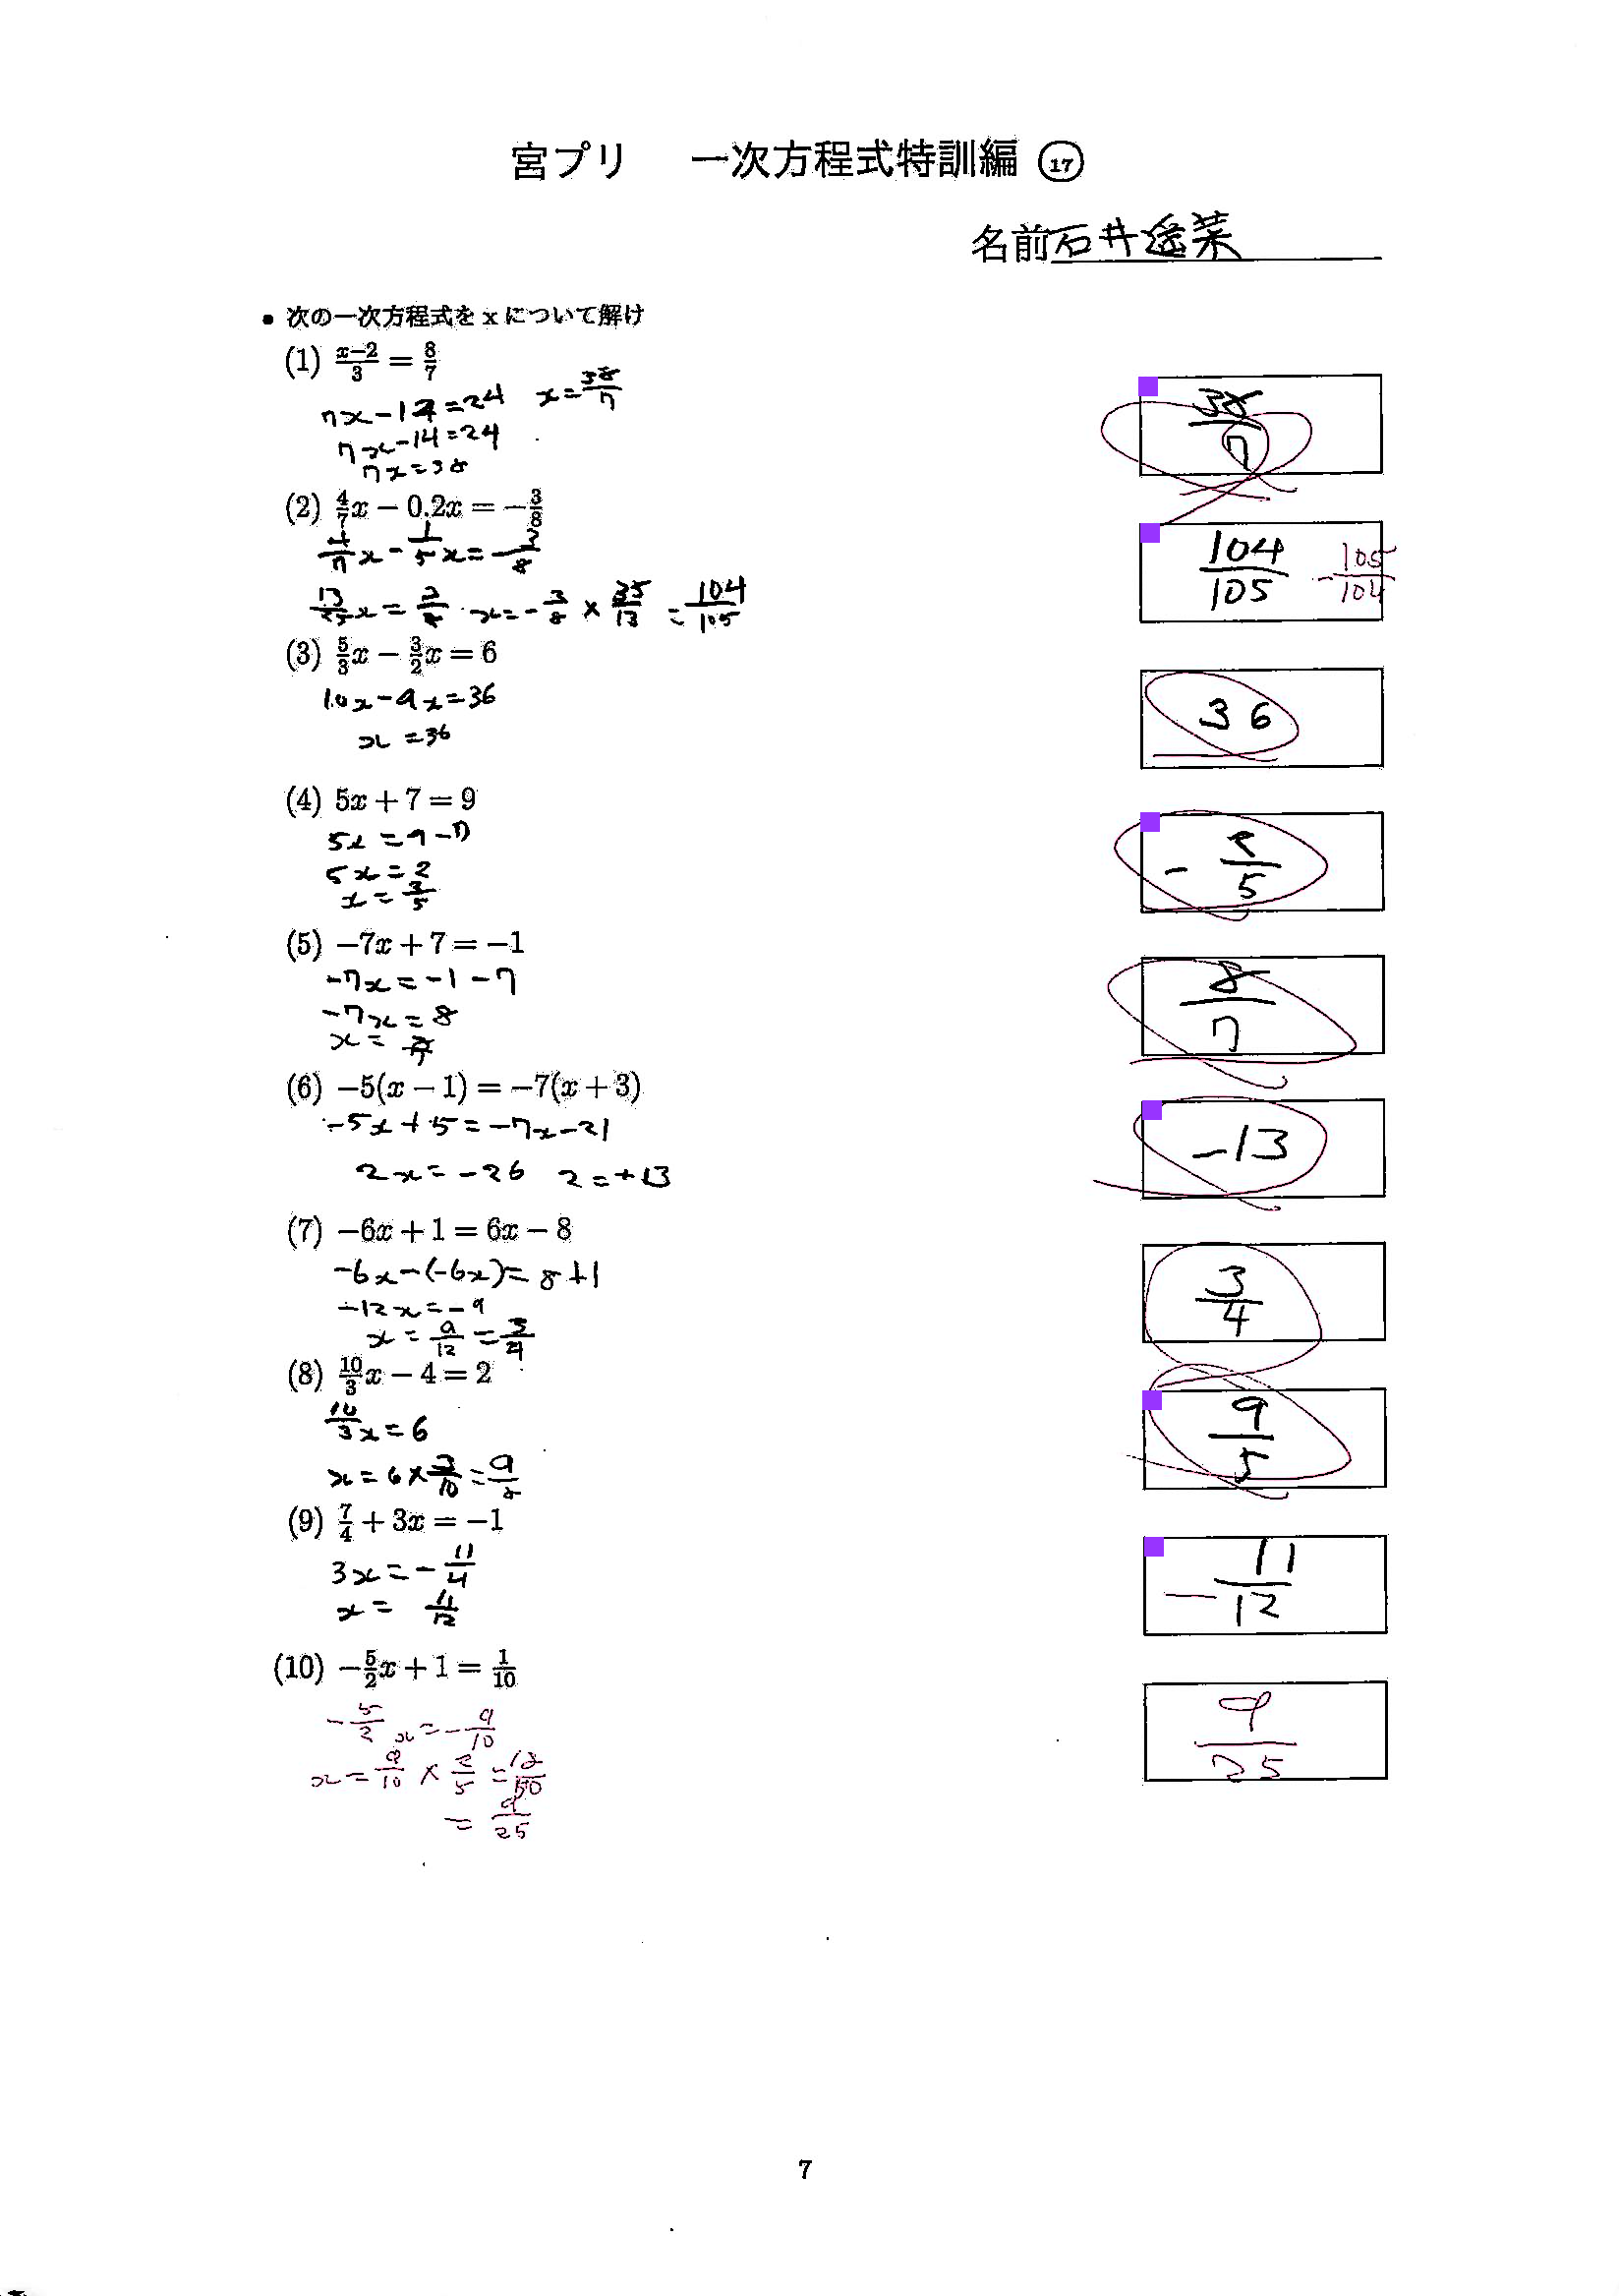 宮プリ 一次方程式特訓編 ⑰
名前 石井遥菜
• 次の一次方程式を x について解け
(1) \frac{x-2}{3} = \frac{8}{7}
7x-14=24 x=\frac{38}{7}
7x-14=24
7x=38
\frac{38}{7}
(2) \frac{4}{7}x - 0.2x = -\frac{3}{8}
\frac{4}{7}x - \frac{1}{5}x = -\frac{3}{8}
\frac{13}{35}x = \frac{3}{8} x=-\frac{3}{8} × \frac{35}{13} = \frac{104}{105}
\frac{104}{105} -\frac{105}{104}
(3) \frac{5}{3}x - \frac{3}{2}x = 6
10x-9x=36
x=36
36
(4) 5x + 7 = 9
5x=9-7
5x=2
x=\frac{2}{5}
-\frac{2}{5}
(5) -7x + 7 = -1
-7x=-1-7
-7x=8
x=\frac{8}{7}
\frac{8}{7}
(6) -5(x - 1) = -7(x + 3)
-5x+5=-7x-21
2x=-26 2=+13
-13
(7) -6x + 1 = 6x - 8
-6x-(-6x)=8+1
-12x=-9
x=\frac{9}{12}=\frac{3}{4}
\frac{3}{4}
(8) \frac{10}{3}x - 4 = 2
\frac{10}{3}x=6
x=6×\frac{3}{10}=\frac{9}{5}
\frac{9}{5}
(9) \frac{7}{4} + 3x = -1
3x=-\frac{11}{4}
x= \frac{11}{12}
-\frac{11}{12}
(10) -\frac{5}{2}x + 1 = \frac{1}{10}
-\frac{5}{2}x=-\frac{9}{10}
x=\frac{9}{10}×\frac{2}{5}=\frac{18}{50}
=\frac{9}{25}
\frac{9}{25}
7